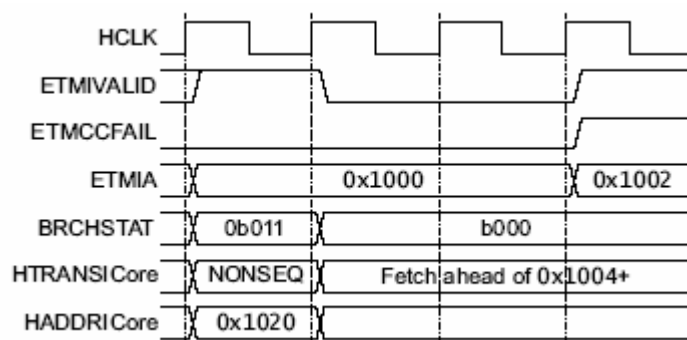 HCLK
ETMIVALID
ETMCCFAIL
ETMIA 0x1000 0x1002
BRCHSTAT 0b011 b000
HTRANSICore NONSEQ Fetch ahead of 0x1004+
HADDRICore 0x1020